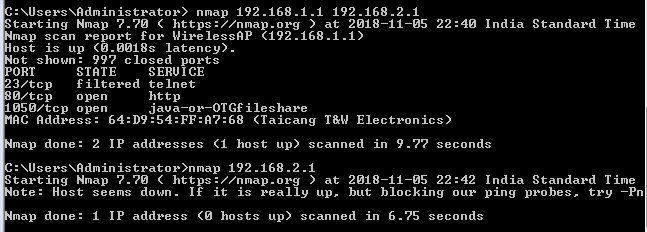 C:\Users\Administrator> nmap 192.168.1.1 192.168.2.1
Starting Nmap 7.70 ( https://nmap.org ) at 2018-11-05 22:40 India Standard Time
Nmap scan report for WirelessAP (192.168.1.1)
Host is up (0.0018s latency).
Not shown: 997 closed ports
PORT     STATE    SERVICE
23/tcp   filtered telnet
80/tcp   open     http
1050/tcp open     java-or-OTGfileshare
MAC Address: 64:D9:54:FF:A7:68 (Taicang T&W Electronics)
Nmap done: 2 IP addresses (1 host up) scanned in 9.77 seconds
C:\Users\Administrator>nmap 192.168.2.1
Starting Nmap 7.70 ( https://nmap.org ) at 2018-11-05 22:42 India Standard Time
Note: Host seems down. If it is really up, but blocking our ping probes, try -Pn
Nmap done: 1 IP address (0 hosts up) scanned in 6.75 seconds